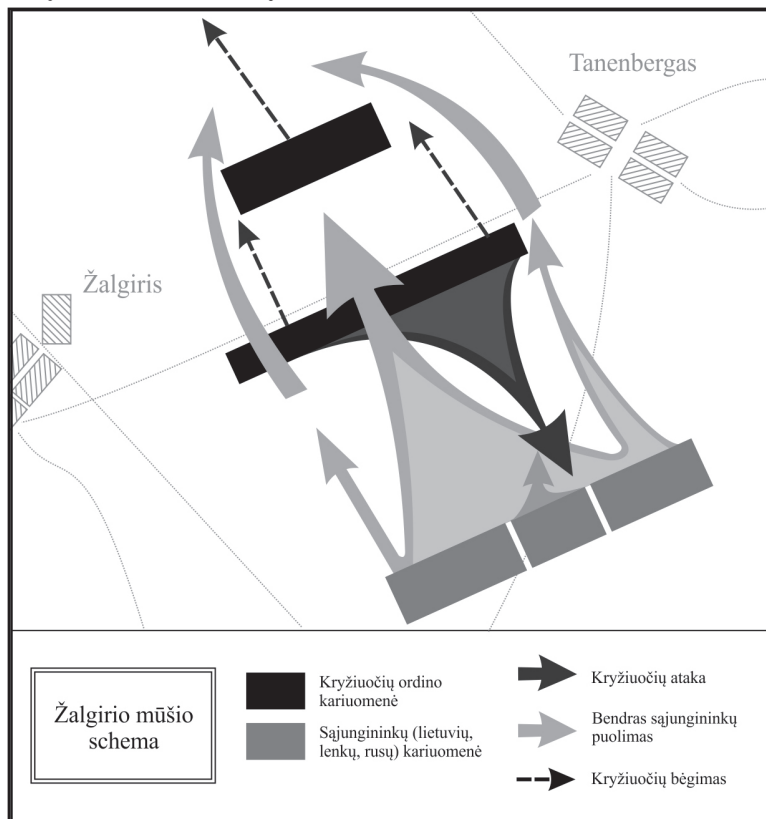 Tanenbergas
Žalgiris
Žalgirio mūšio
schema
Kryžiuočių ordino
kariuomenė
Sąjungininkų (lietuvių,
lenkų, rusų) kariuomenė
Kryžiuočių ataka
Bendras sąjungininkų
puolimas
Kryžiuočių bėgimas